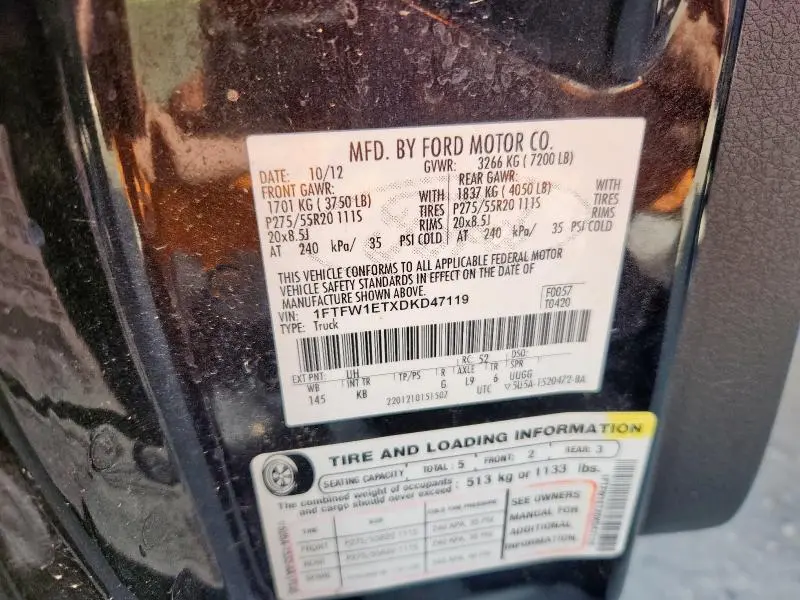 MFD. BY FORD MOTOR CO.
DATE: 10/12 GVWR: 3266 KG ( 7200 LB)
FRONT GAWR: REAR GAWR:
1701 KG ( 3750 LB) WITH 1837 KG ( 4050 LB) WITH
P275/55R20 111S TIRES P275/55R20 111S TIRES
20x8.5J RIMS 20x8.5J RIMS
AT 240 kPa/ 35 PSI COLD AT 240 kPa/ 35 PSI COLD
THIS VEHICLE CONFORMS TO ALL APPLICABLE FEDERAL MOTOR
VEHICLE SAFETY STANDARDS IN EFFECT ON THE DATE OF
MANUFACTURE SHOWN ABOVE.
VIN: 1FTFW1ETXDKD47119 F0057
TYPE: Truck T0420
EXT PNT: UH RC: 52 DSO:
WB INT TR TP/PS R AXLE TR SPR
145 KB G L9 6 UUGG
2201210151502 UTC
TIRE AND LOADING INFORMATION
SEATING CAPACITY TOTAL: 5 FRONT: 2 REAR: 3
The combined weight of occupants
and cargo should never exceed: 513 kg or 1133 lbs.
TIRE SIZE SEE OWNERS
FRONT MANUAL FOR
REAR ADDITIONAL
INFORMATION